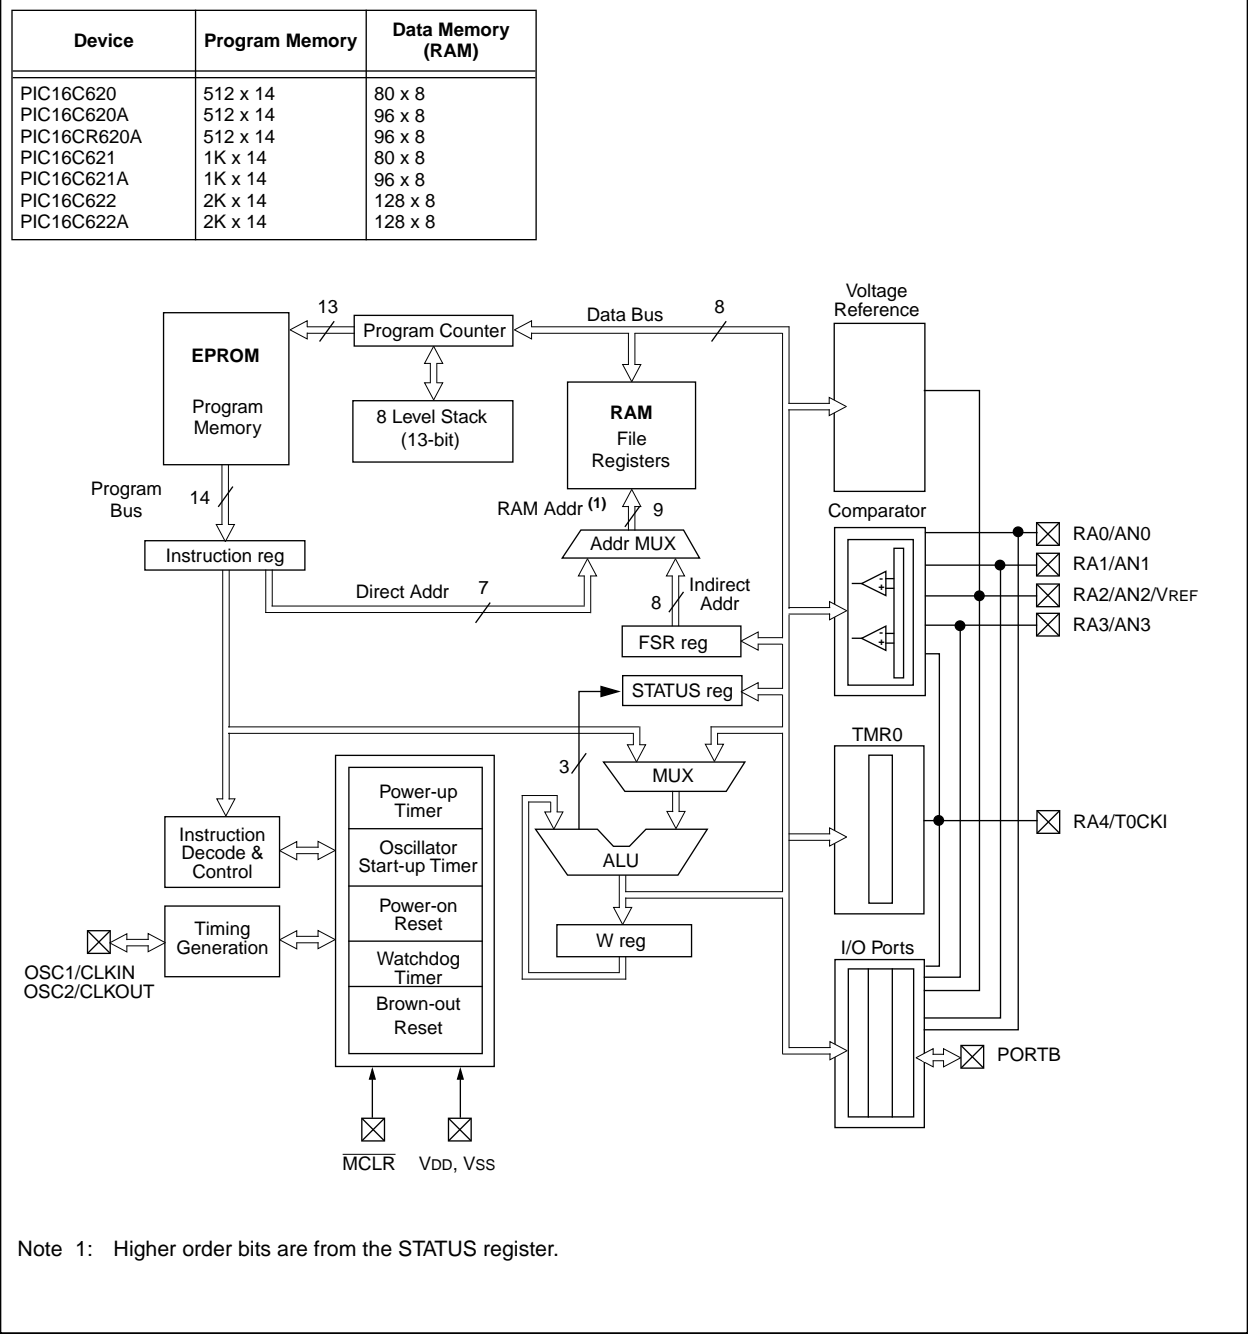 Device Program Memory Data Memory (RAM)
PIC16C620 512 x 14 80 x 8
PIC16C620A 512 x 14 96 x 8
PIC16CR620A 512 x 14 96 x 8
PIC16C621 1K x 14 80 x 8
PIC16C621A 1K x 14 96 x 8
PIC16C622 2K x 14 128 x 8
PIC16C622A 2K x 14 128 x 8
Voltage
Reference
13
Data Bus
8
Program Counter
EPROM
Program
Memory
8 Level Stack
(13-bit)
RAM
File
Registers
Program
Bus
14
RAM Addr (1)
9
Comparator
RA0/AN0
Instruction reg
Addr MUX
RA1/AN1
Direct Addr
7
8
Indirect
Addr
RA2/AN2/VREF
RA3/AN3
FSR reg
STATUS reg
TMR0
3
MUX
Power-up
Timer
RA4/T0CKI
Instruction
Decode &
Control
Oscillator
Start-up Timer
ALU
Power-on
Reset
Timing
Generation
W reg
I/O Ports
Watchdog
Timer
OSC1/CLKIN
OSC2/CLKOUT
Brown-out
Reset
PORTB
MCLR
VDD, VSS
Note 1: Higher order bits are from the STATUS register.